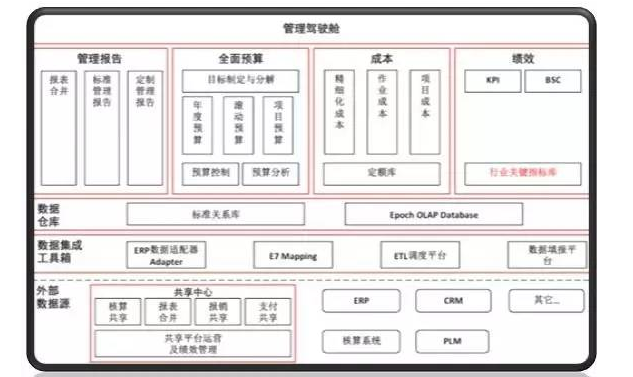 管理驾驶舱
管理报告
报表合并
标准管理报告
定制管理报告
全面预算
目标制定与分解
年度预算
滚动预算
项目预算
预算控制
预算分析
成本
精细化成本
作业成本
项目成本
定额库
绩效
KPI
BSC
行业关键指标库
数据
仓库
标准关系库
Epoch OLAP Database
数据集成
工具箱
ERP数据适配器
Adapter
E7 Mapping
ETL调度平台
数据填报平
台
外部
数据源
共享中心
核算
共享
报表
合并
报销
共享
支付
共享
共享平台运营
及绩效管理
ERP
CRM
其它...
核算系统
PLM